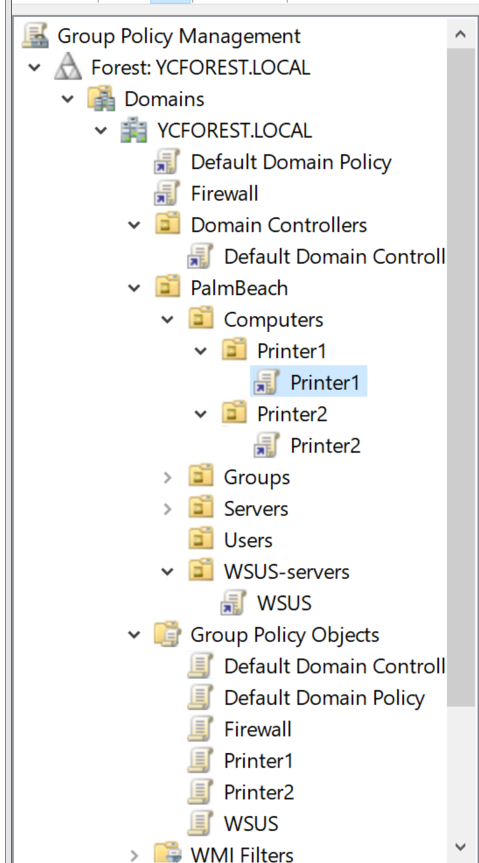 Group Policy Management
Forest: YCFOREST.LOCAL
Domains
YCFOREST.LOCAL
Default Domain Policy
Firewall
Domain Controllers
Default Domain Controll
PalmBeach
Computers
Printer1
Printer1
Printer2
Printer2
Groups
Servers
Users
WSUS-servers
WSUS
Group Policy Objects
Default Domain Controll
Default Domain Policy
Firewall
Printer1
Printer2
WSUS
WMI Filters